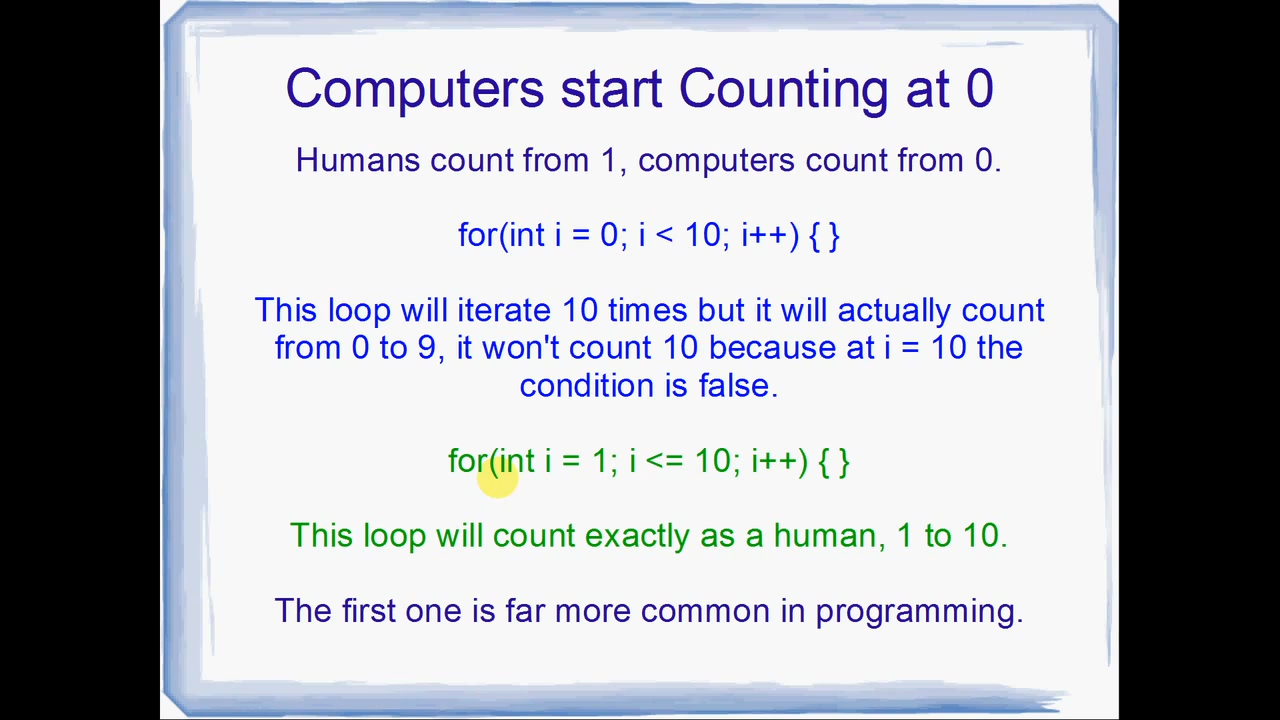 Computers start Counting at 0
Humans count from 1, computers count from 0.
for(int i = 0; i < 10; i++) { }
This loop will iterate 10 times but it will actually count
from 0 to 9, it won't count 10 because at i = 10 the
condition is false.
for(int i = 1; i <= 10; i++) { }
This loop will count exactly as a human, 1 to 10.
The first one is far more common in programming.